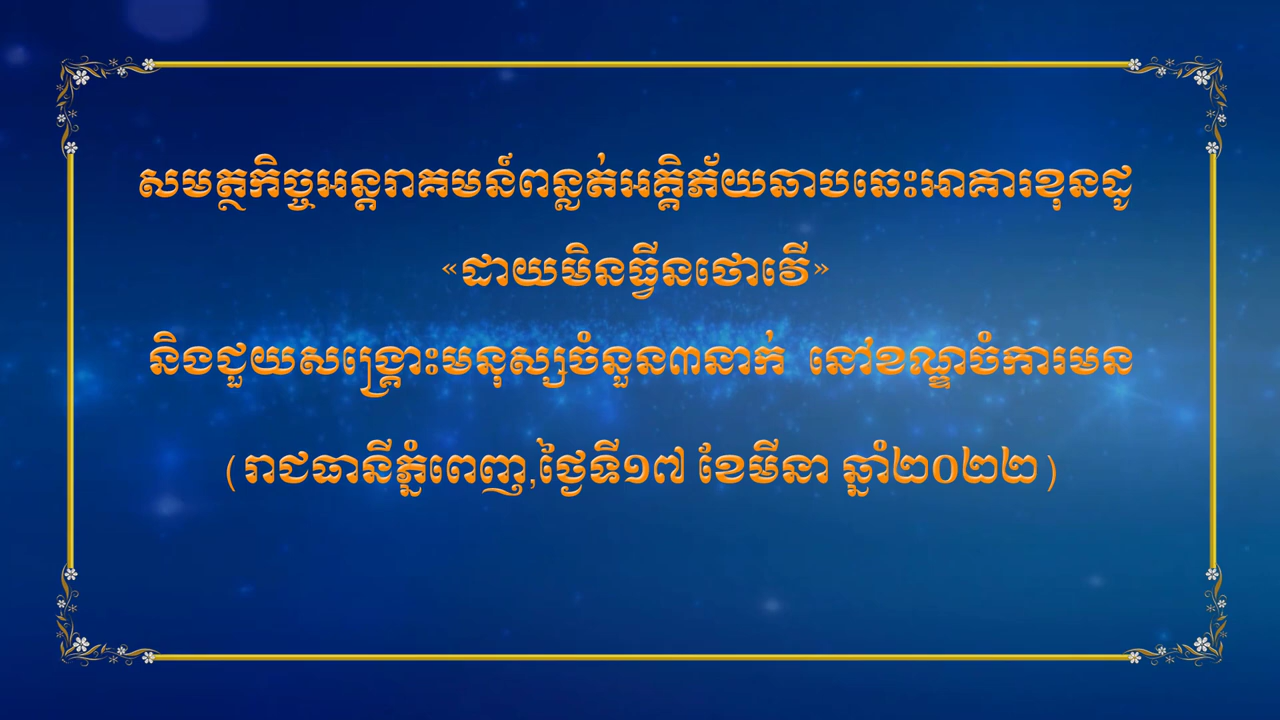 សមត្ថកិច្ចអន្តរាគមន៍ពន្លត់អគ្គិភ័យឆាបឆេះអាគារខុនដូ
«ដាយមិនធ្វីនថោវើ»
និងជួយសង្គ្រោះមនុស្សចំនួន៣នាក់ នៅខណ្ឌចំការមន
(រាជធានីភ្នំពេញ,ថ្ងៃទី១៧ ខែមីនា ឆ្នាំ២០២២)